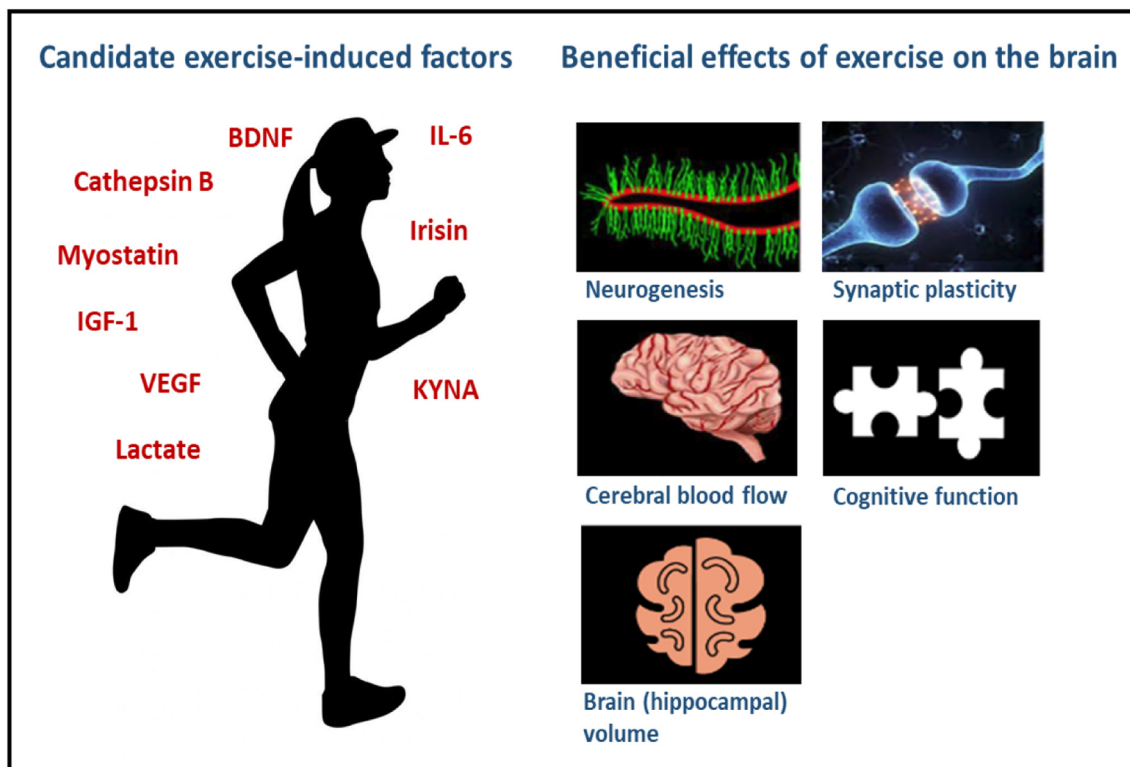 Candidate exercise-induced factors
BDNF
IL-6
Cathepsin B
Irisin
Myostatin
IGF-1
VEGF
KYNA
Lactate
Beneficial effects of exercise on the brain
Neurogenesis
Synaptic plasticity
Cerebral blood flow
Cognitive function
Brain (hippocampal)
volume